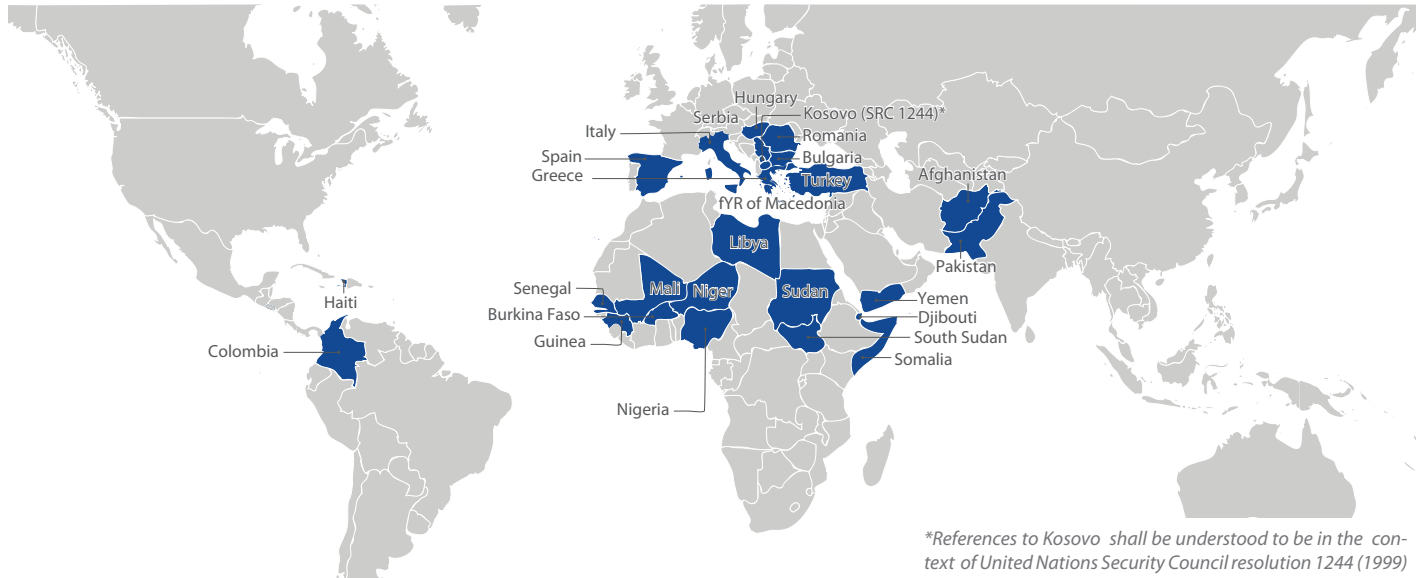 Hungary
Serbia
Kosovo (SRC 1244)*
Italy
Romania
Spain
Bulgaria
Greece
Turkey
Afghanistan
fYR of Macedonia
Libya
Pakistan
Senegal
Mali
Niger
Sudan
Haiti
Yemen
Burkina Faso
Djibouti
Guinea
South Sudan
Colombia
Somalia
Nigeria
*References to Kosovo shall be understood to be in the con-
text of United Nations Security Council resolution 1244 (1999)